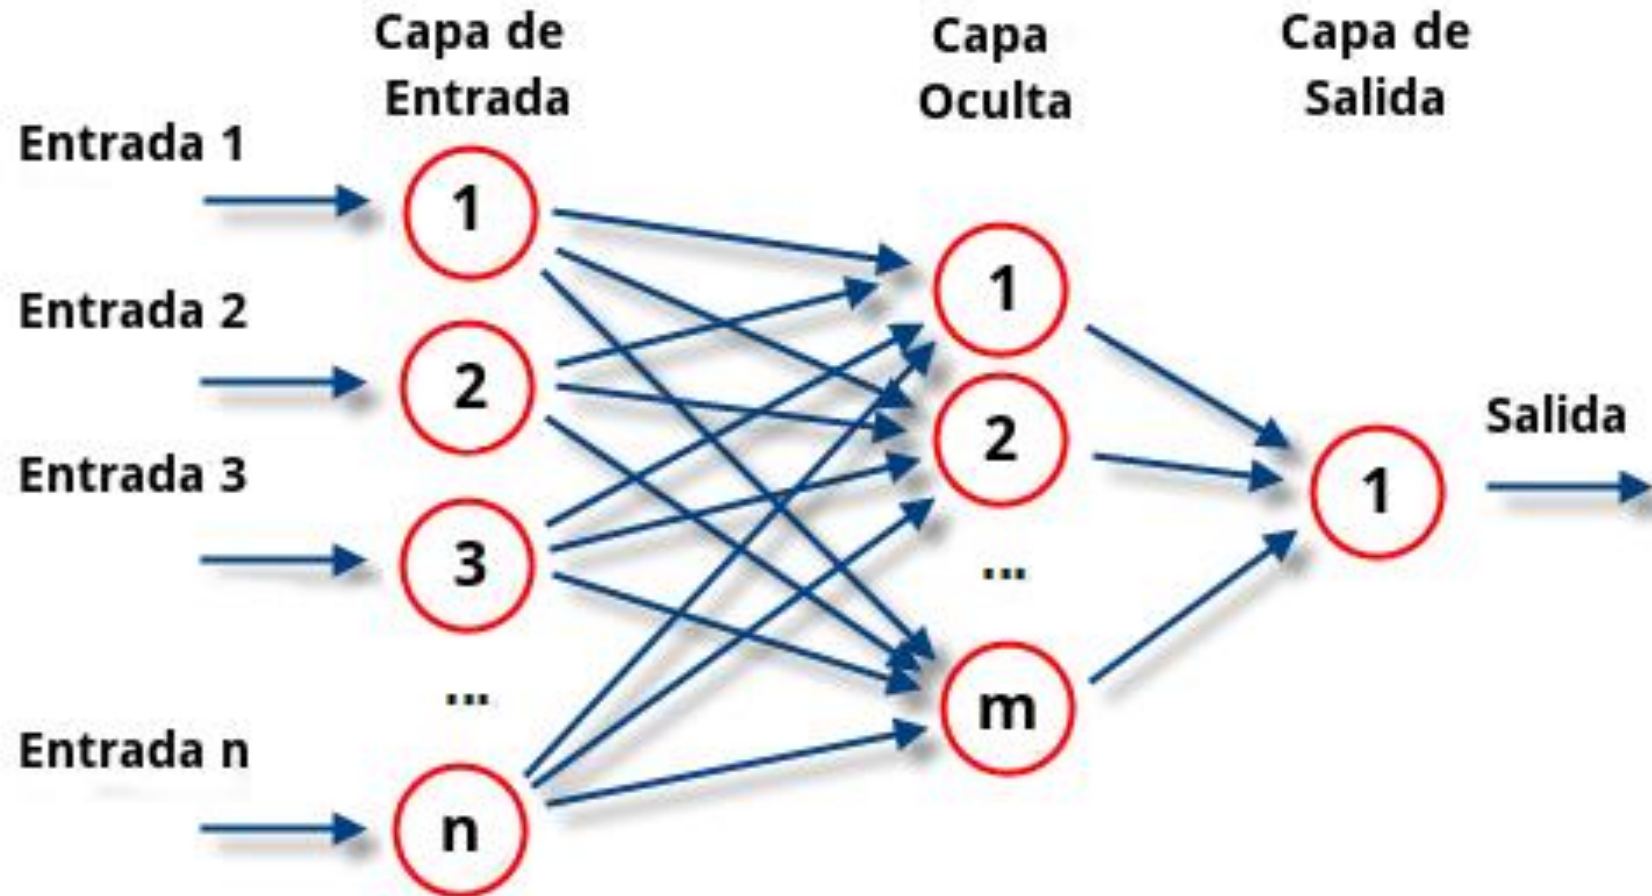 Capa de
Entrada
Capa
Oculta
Capa de
Salida
Entrada 1
1
Entrada 2
2
Entrada 3
3
...
Entrada n
n
1
2
...
m
1
Salida